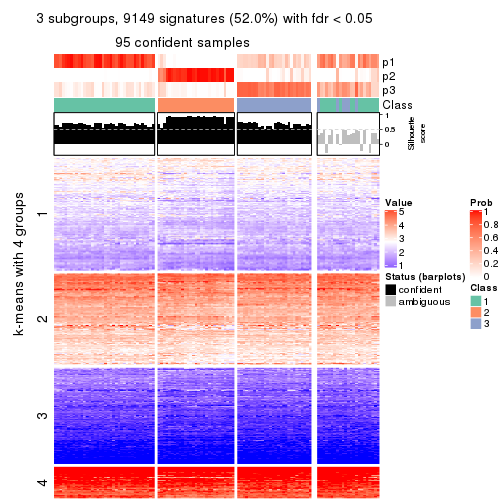 3 subgroups, 9149 signatures (52.0%) with fdr < 0.05
95 confident samples
p1
p2
p3
Class
1
0.5
0
Silhouette
score
k-means with 4 groups
1
2
3
4
Value
5
4
3
2
1
Status (barplots)
confident
ambiguous
Prob
1
0.8
0.6
0.4
0.2
0
Class
1
2
3